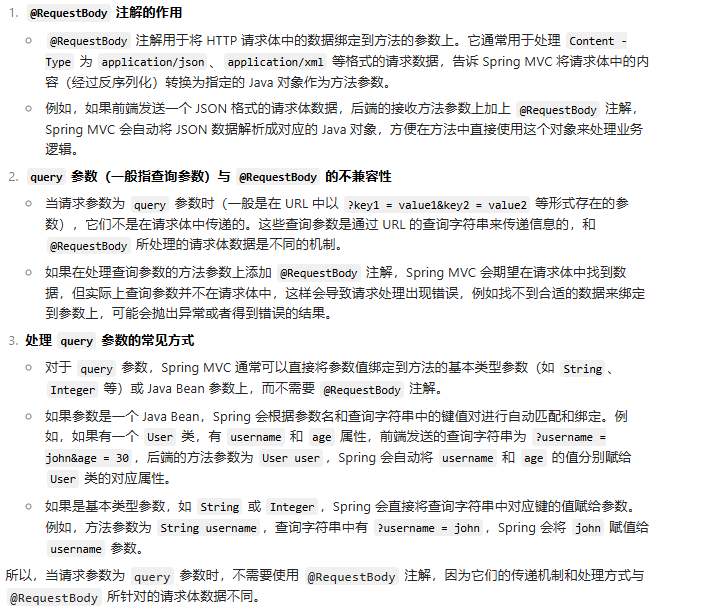 1. @RequestBody 注解的作用
○ @RequestBody 注解用于将 HTTP 请求体中的数据绑定到方法的参数上。它通常用于处理 Content -
Type 为 application/json 、 application/xml 等格式的请求数据，告诉 Spring MVC 将请求体中的内
容（经过反序列化）转换为指定的 Java 对象作为方法参数。
○ 例如，如果前端发送一个 JSON 格式的请求体数据，后端的接收方法参数上加上 @RequestBody 注解，
Spring MVC 会自动将 JSON 数据解析成对应的 Java 对象，方便在方法中直接使用这个对象来处理业务
逻辑。
2. query 参数（一般指查询参数）与 @RequestBody 的不兼容性
○ 当请求参数为 query 参数时（一般是在 URL 中以 ?key1 = value1&key2 = value2 等形式存在的参
数），它们不是在请求体中传递的。这些查询参数是通过 URL 的查询字符串来传递信息的，和
@RequestBody 所处理的请求体数据是不同的机制。
○ 如果在处理查询参数的方法参数上添加 @RequestBody 注解，Spring MVC 会期望在请求体中找到数
据，但实际上查询参数并不在请求体中，这样会导致请求处理出现错误，例如找不到合适的数据来绑定
到参数上，可能会抛出异常或者得到错误的结果。
3. 处理 query 参数的常见方式
○ 对于 query 参数，Spring MVC 通常可以直接将参数值绑定到方法的基本类型参数（如 String 、
Integer 等）或 Java Bean 参数上，而不需要 @RequestBody 注解。
○ 如果参数是一个 Java Bean，Spring 会根据参数名和查询字符串中的键值对进行自动匹配和绑定。例
如，如果有一个 User 类，有 username 和 age 属性，前端发送的查询字符串为 ?username =
john&age = 30 ，后端的方法参数为 User user ，Spring 会自动将 username 和 age 的值分别赋给
User 类的对应属性。
○ 如果是基本类型参数，如 String 或 Integer ，Spring 会直接将查询字符串中对应键的值赋给参数。
例如，方法参数为 String username ，查询字符串中有 ?username = john ，Spring 会将 john 赋值给
username 参数。
所以，当请求参数为 query 参数时，不需要使用 @RequestBody 注解，因为它们的传递机制和处理方式与
@RequestBody 所针对的请求体数据不同。